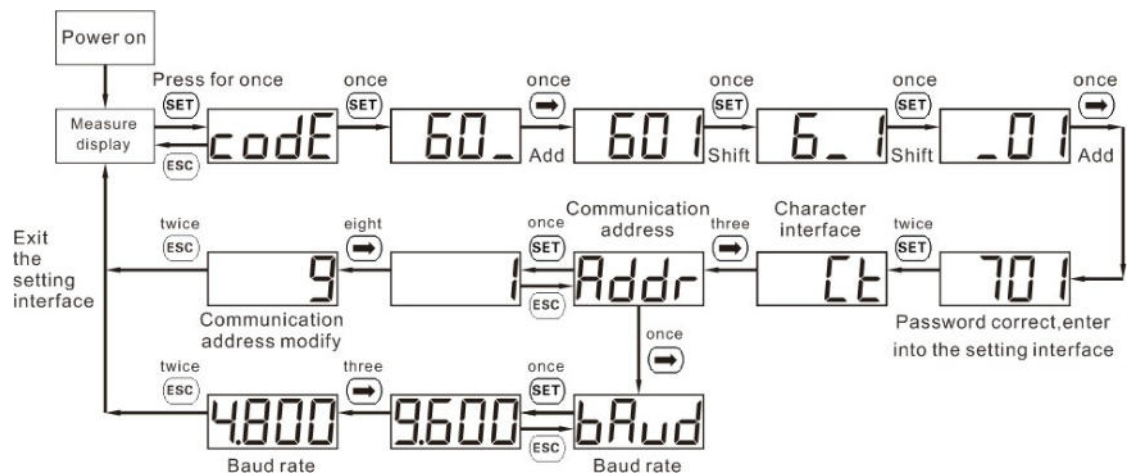 Power on
Press for once
once
once
once
once
once
SET
SET
➡
SET
SET
➡
Measure
display
codE
60_
601
6_1
_01
ESC
Add
Shift
Shift
Add
Exit
the
setting
interface
twice
ESC
eight
➡
once
SET
Communication
address
three
➡
Character
interface
twice
SET
9
1
Addr
Ct
701
ESC
Communication
address modify
Password correct,enter
into the setting interface
once
➡
twice
ESC
three
➡
once
SET
4.800
9.600
bAud
ESC
Baud rate
Baud rate